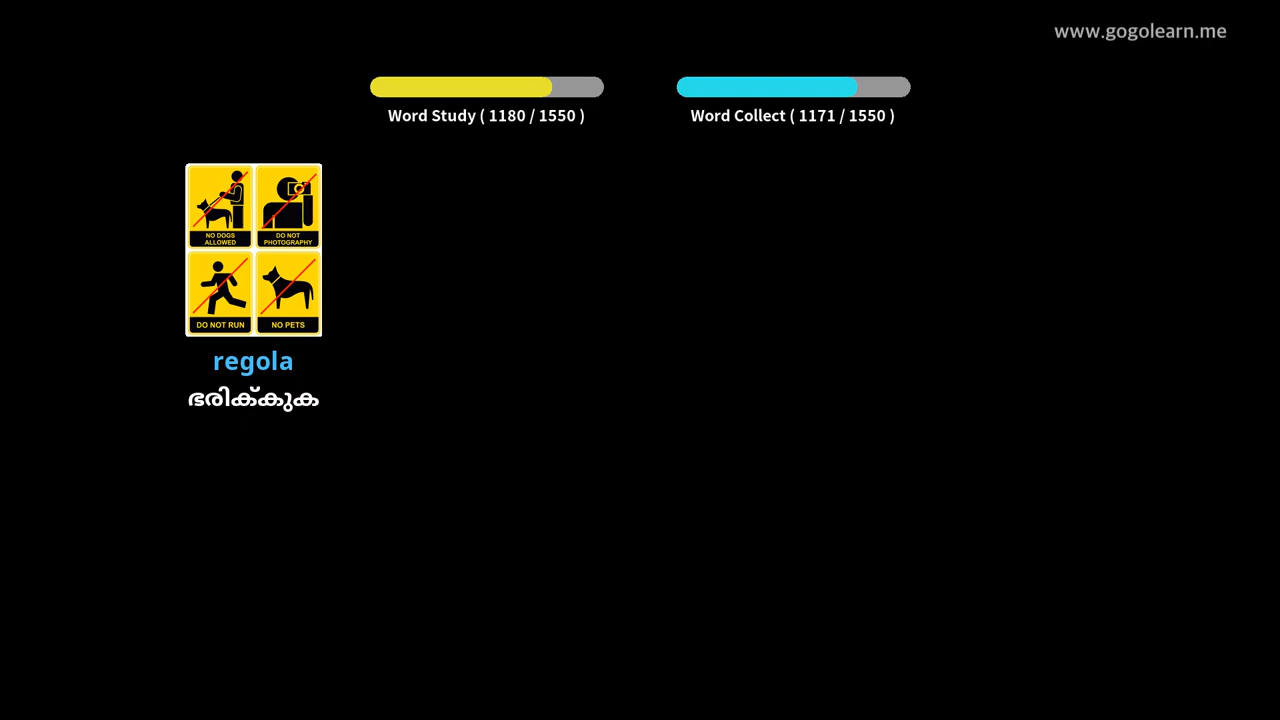 www.gogolearn.me
Word Study ( 1180 / 1550 )
Word Collect ( 1171 / 1550 )
NO DOGS
ALLOWED
DO NOT
PHOTOGRAPHY
DO NOT RUN
NO PETS
regola
ഭരിക്കുക